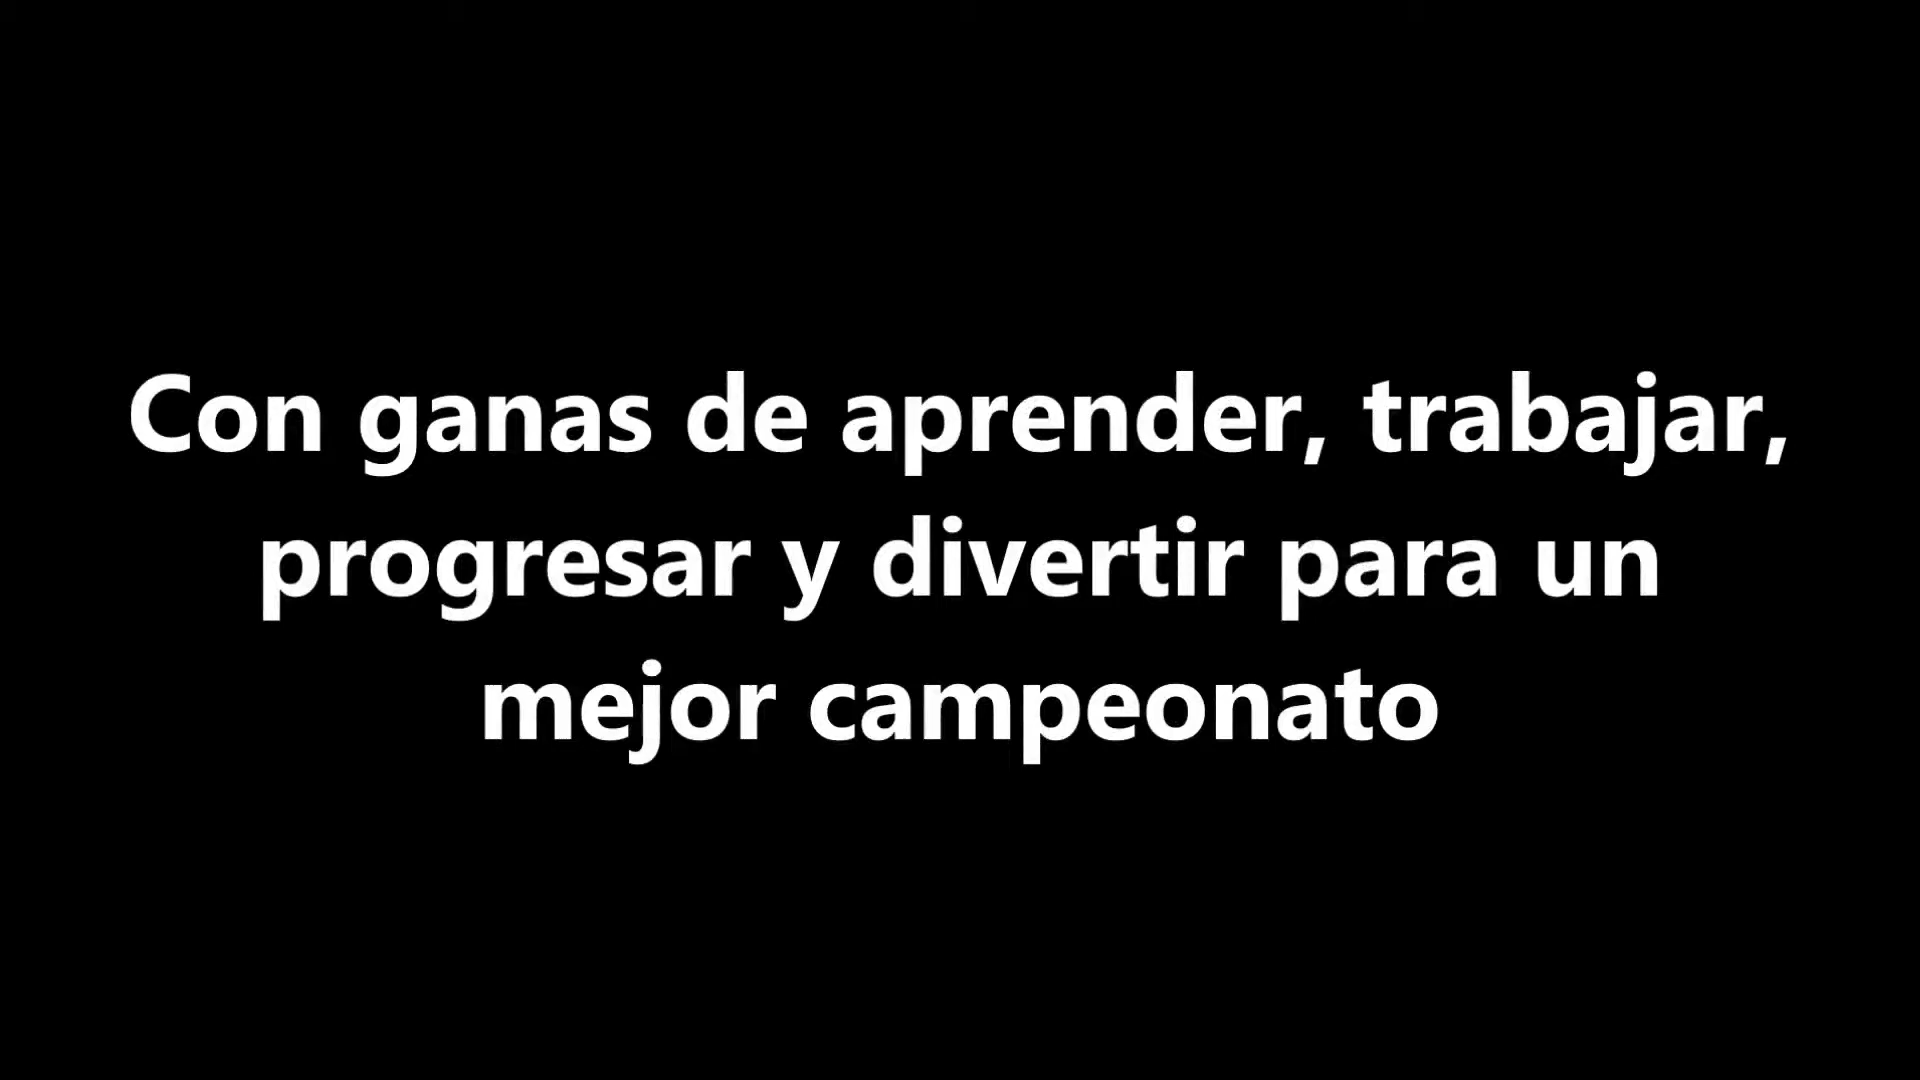 Con ganas de aprender, trabajar,
progresar y divertir para un
mejor campeonato